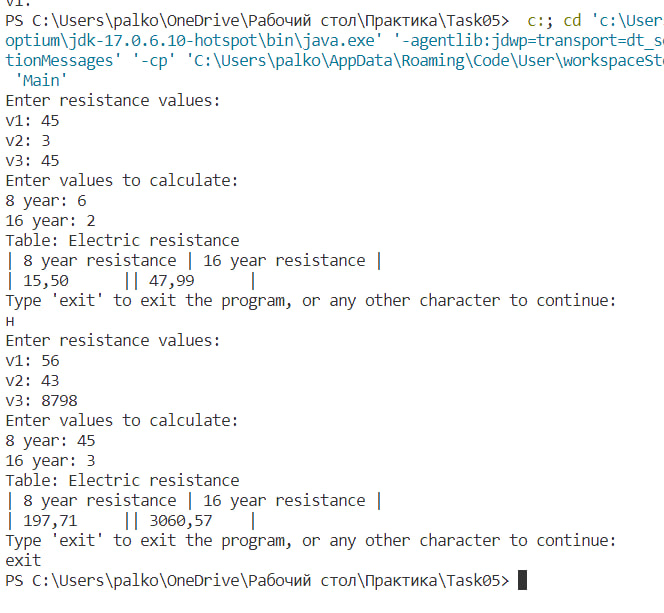 v1:
PS C:\Users\palko\OneDrive\Рабочий стол\Практика\Task05>  c:; cd 'c:\User
optium\jdk-17.0.6.10-hotspot\bin\java.exe' '-agentlib:jdwp=transport=dt_so
tionMessages' '-cp' 'C:\Users\palko\AppData\Roaming\Code\User\workspaceSto
 'Main'
Enter resistance values:
v1: 45
v2: 3
v3: 45
Enter values to calculate:
8 year: 6
16 year: 2
Table: Electric resistance
| 8 year resistance | 16 year resistance |
| 15,50      || 47,99      |
Type 'exit' to exit the program, or any other character to continue:
н
Enter resistance values:
v1: 56
v2: 43
v3: 8798
Enter values to calculate:
8 year: 45
16 year: 3
Table: Electric resistance
| 8 year resistance | 16 year resistance |
| 197,71     || 3060,57    |
Type 'exit' to exit the program, or any other character to continue:
exit
PS C:\Users\palko\OneDrive\Рабочий стол\Практика\Task05>